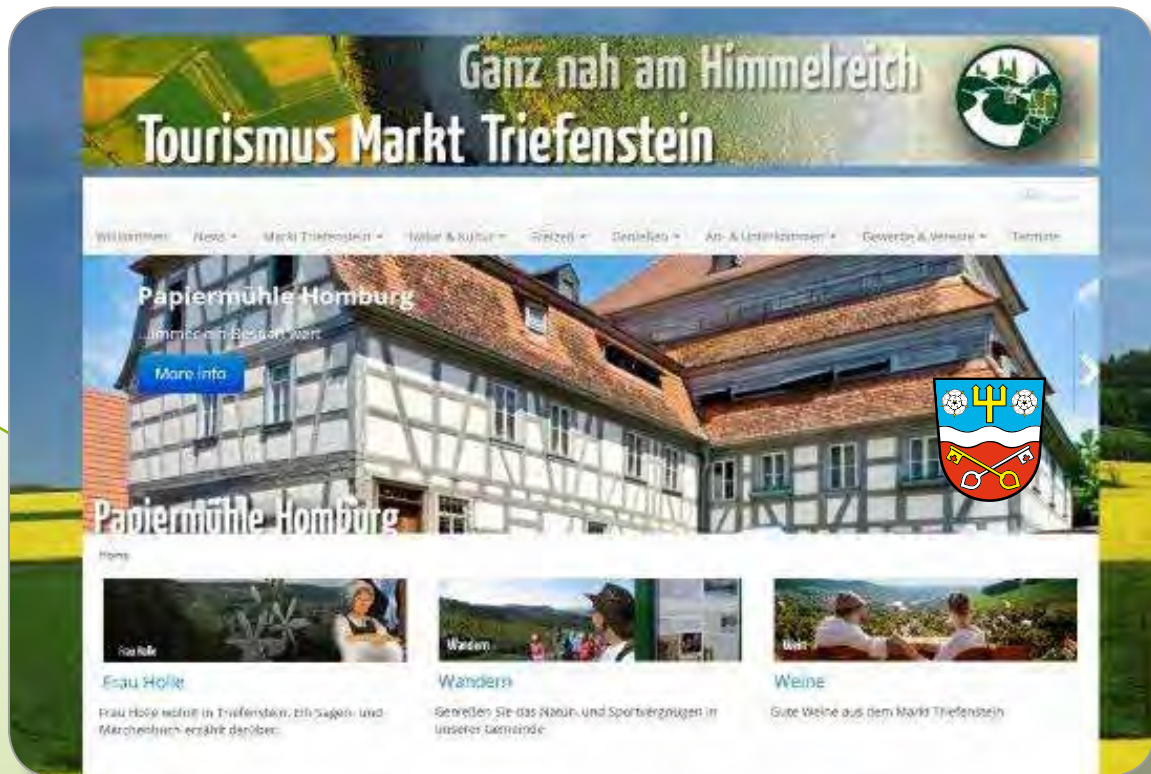 Ganz nah am Himmelreich
Tourismus Markt Triefenstein
Willkommen News Markt Triefenstein Natur & Kultur Freizeit Genießen An- & Unterkommen Gewerbe & Vereine Termine
Papiermühle Homburg
...immer ein Besuch wert
More info
Papiermühle Homburg
Home
Frau Holle
Wandern
Wein
Frau Holle
Wandern
Weine
Frau Holle wohnt in Triefenstein. Ein Sagen- und
Märchenbuch erzählt darüber.
Genießen Sie das Natur- und Sportvergnügen in
unserer Gemeinde
Gute Weine aus dem Markt Triefenstein